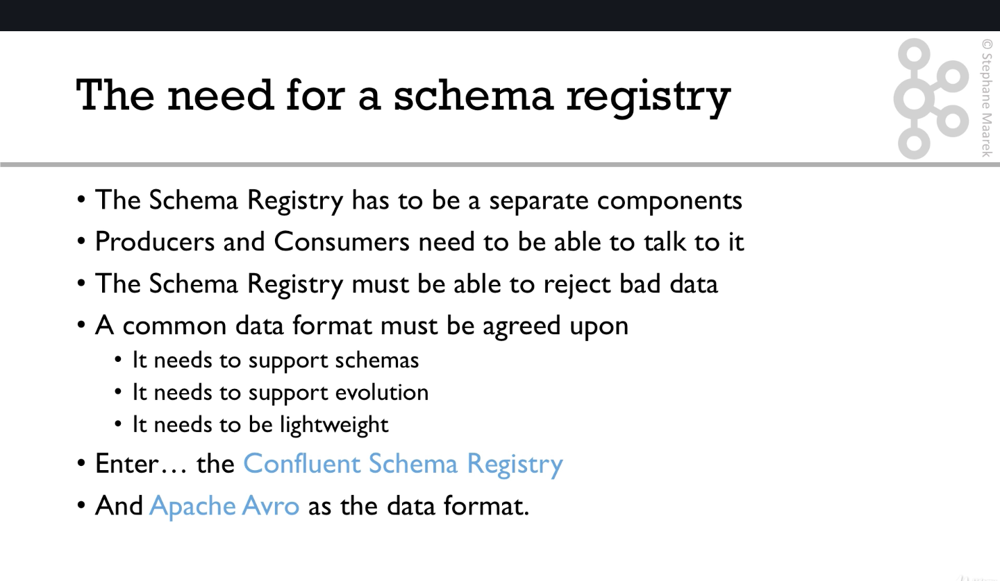 The need for a schema registry
© Stephane Maarek
• The Schema Registry has to be a separate components
• Producers and Consumers need to be able to talk to it
• The Schema Registry must be able to reject bad data
• A common data format must be agreed upon
• It needs to support schemas
• It needs to support evolution
• It needs to be lightweight
• Enter… the Confluent Schema Registry
• And Apache Avro as the data format.